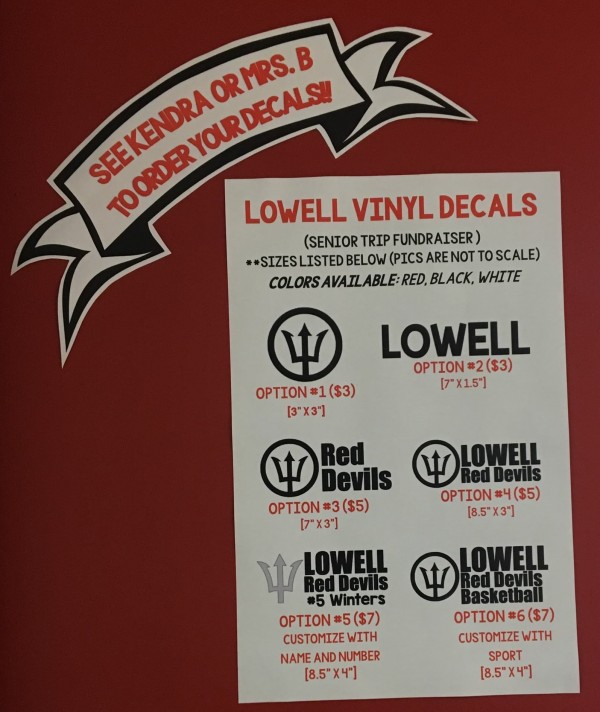 SEE KENDRA OR MRS. B
TO ORDER YOUR DECALS!!
LOWELL VINYL DECALS
(SENIOR TRIP FUNDRAISER)
**SIZES LISTED BELOW (PICS ARE NOT TO SCALE)
COLORS AVAILABLE: RED, BLACK, WHITE
OPTION #1 ($3)
[3" X 3"]
LOWELL
OPTION #2 ($3)
[7" X 1.5"]
Red
Devils
OPTION #3 ($5)
[7" X 3"]
LOWELL
Red Devils
OPTION #4 ($5)
[8.5" X 3"]
LOWELL
Red Devils
#5 Winters
OPTION #5 ($7)
CUSTOMIZE WITH
NAME AND NUMBER
[8.5" X 4"]
LOWELL
Red Devils
Basketball
OPTION #6 ($7)
CUSTOMIZE WITH
SPORT
[8.5" X 4"]